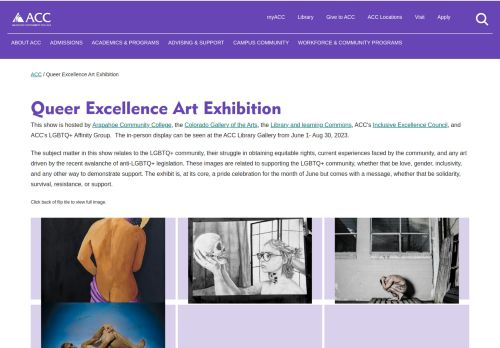 ACC
myACC Library Give to ACC ACC Locations Visit Apply
ABOUT ACC ADMISSIONS ACADEMICS & PROGRAMS ADVISING & SUPPORT CAMPUS COMMUNITY WORKFORCE & COMMUNITY PROGRAMS
ACC / Queer Excellence Art Exhibition
Queer Excellence Art Exhibition
This show is hosted by Arapahoe Community College, the Colorado Gallery of the Arts, the Library and learning Commons, ACC's Inclusive Excellence Council, and
ACC's LGBTQ+ Affinity Group. The in-person display can be seen at the ACC Library Gallery from June 1- Aug 30, 2023.
The subject matter in this show relates to the LGBTQ+ community, their struggle in obtaining equitable rights, current experiences faced by the community, and any art
driven by the recent avalanche of anti-LGBTQ+ legislation. These images are related to supporting the LGBTQ+ community, whether that be love, gender, inclusivity,
and any other way to demonstrate support. The exhibit is, at its core, a pride celebration for the month of June but comes with a message, whether that be solidarity,
survival, resistance, or support.
Click back of flip tile to view full image.